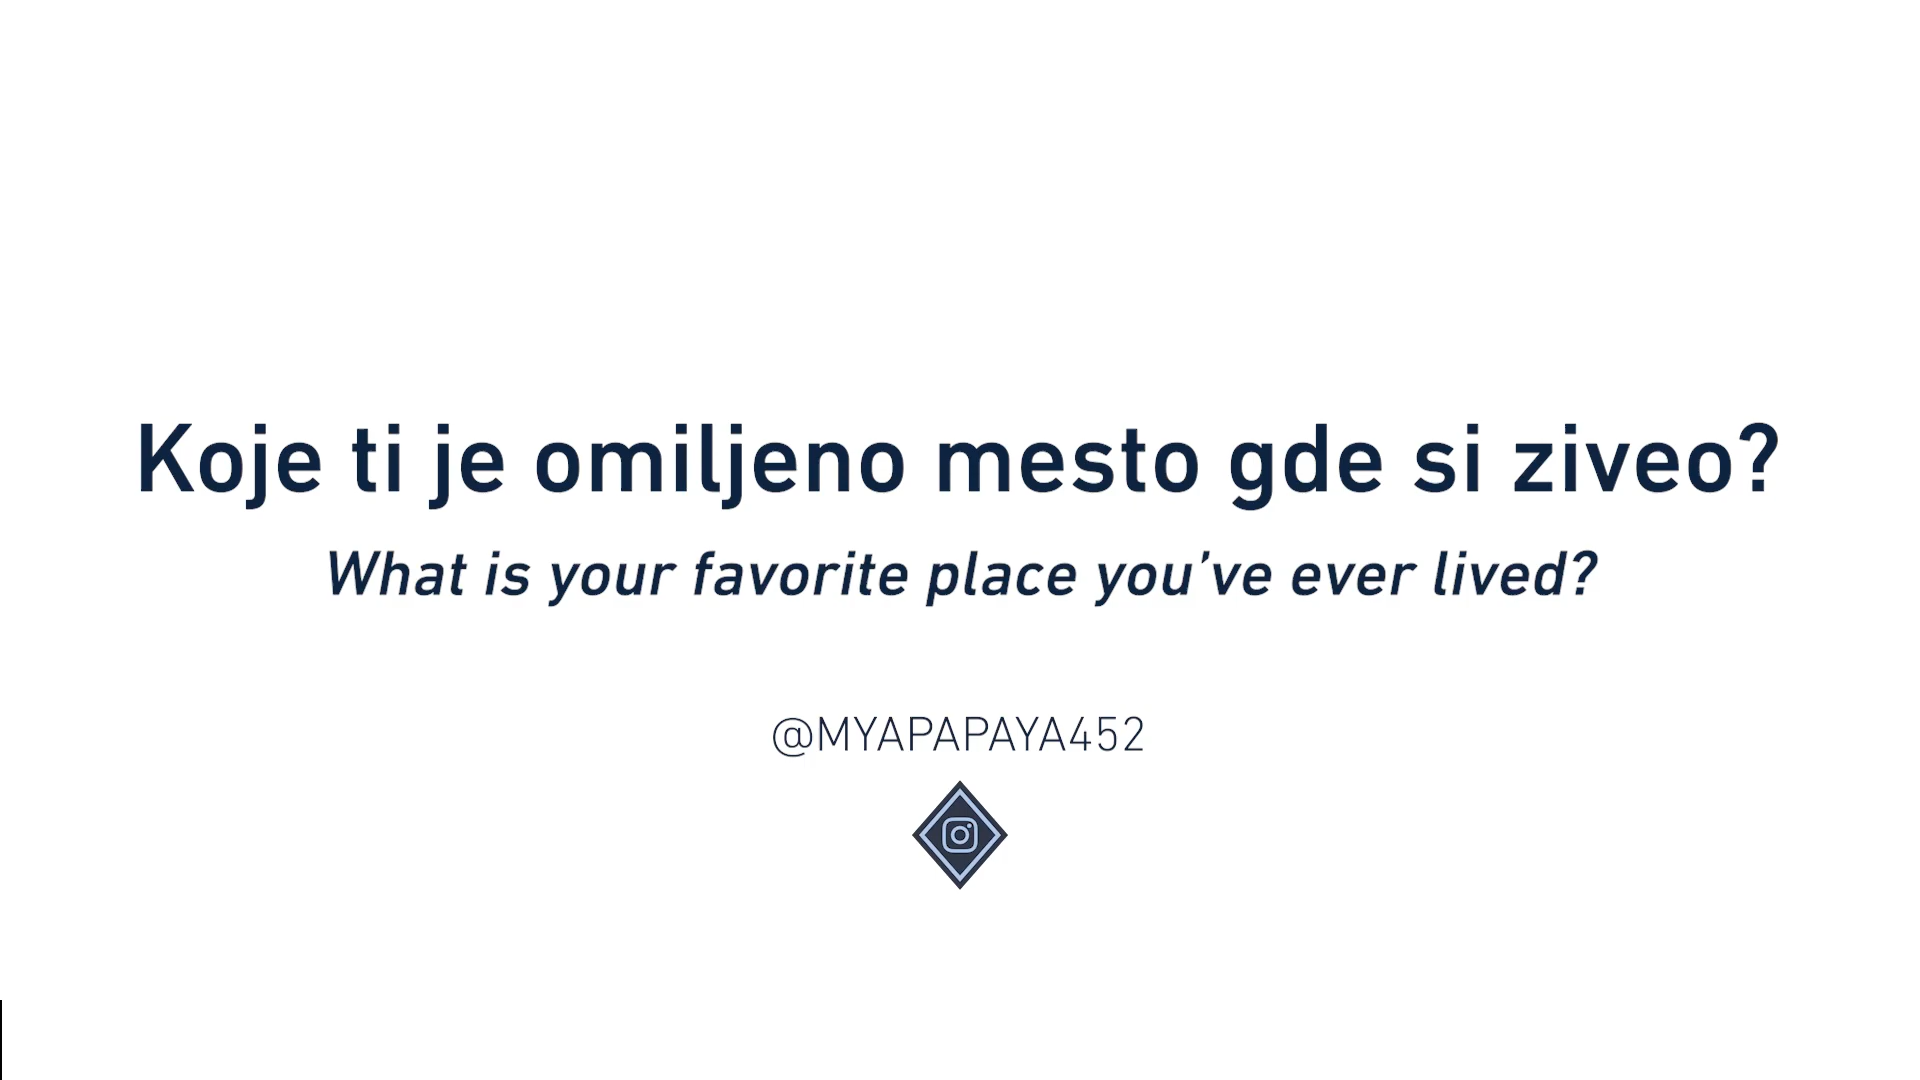 Koje ti je omiljeno mesto gde si ziveo?
What is your favorite place you’ve ever lived?
@MYAPAPAYA452